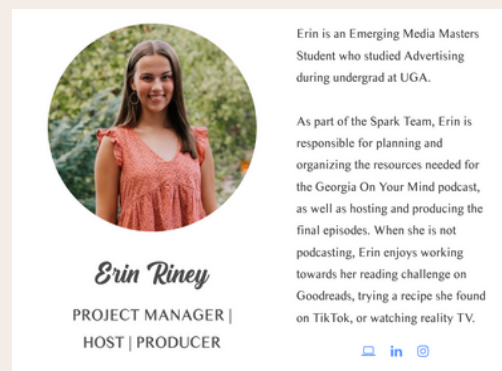 Erin Riney
PROJECT MANAGER |
HOST | PRODUCER
Erin is an Emerging Media Masters
Student who studied Advertising
during undergrad at UGA.
As part of the Spark Team, Erin is
responsible for planning and
organizing the resources needed for
the Georgia On Your Mind podcast,
as well as hosting and producing the
final episodes. When she is not
podcasting, Erin enjoys working
towards her reading challenge on
Goodreads, trying a recipe she found
on TikTok, or watching reality TV.
in